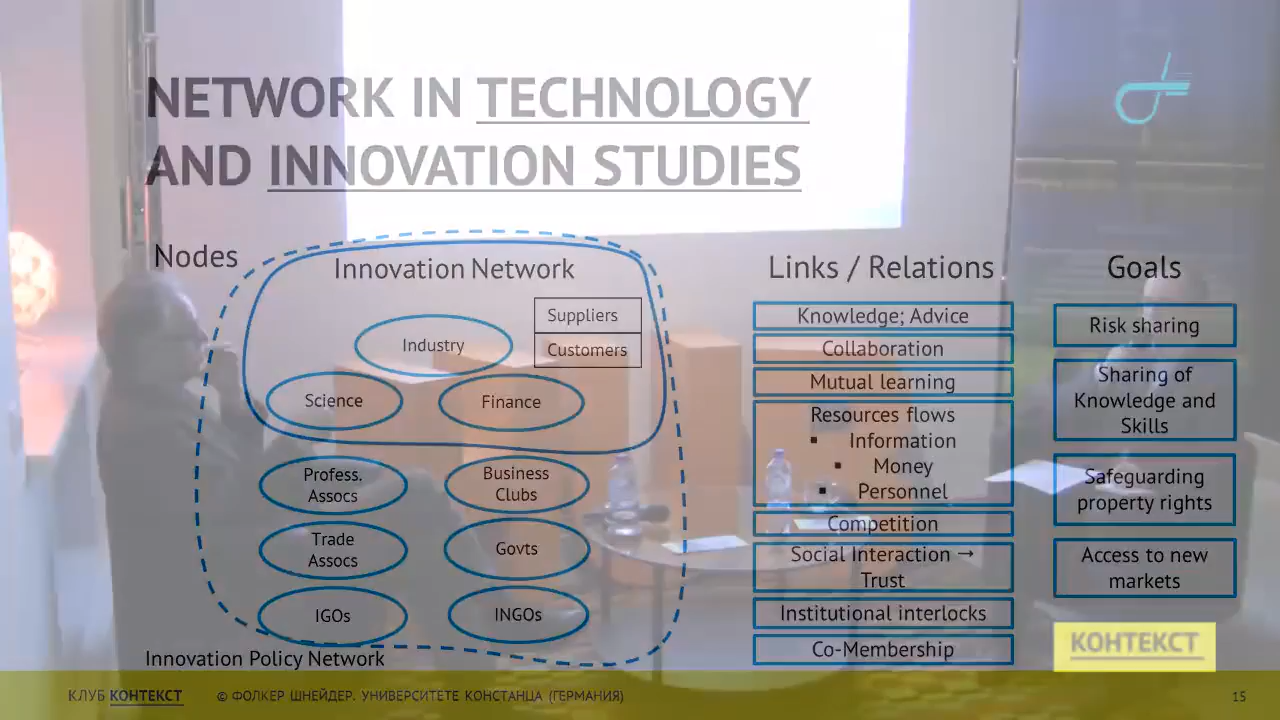 NETWORK IN TECHNOLOGY
AND INNOVATION STUDIES
Nodes
Innovation Network
Suppliers
Customers
Industry
Science
Finance
Profess.
Assocs
Business
Clubs
Trade
Assocs
Govts
IGOs
INGOs
Innovation Policy Network
Links / Relations
Knowledge; Advice
Collaboration
Mutual learning
Resources flows
▪ Information
▪ Money
▪ Personnel
Competition
Social Interaction →
Trust
Institutional interlocks
Co-Membership
Goals
Risk sharing
Sharing of
Knowledge and
Skills
Safeguarding
property rights
Access to new
markets
КОНТЕКСТ
КЛУБ КОНТЕКСТ © ФОЛКЕР ШНЕЙДЕР. УНИВЕРСИТЕТЕ КОНСТАНЦА (ГЕРМАНИЯ) 15